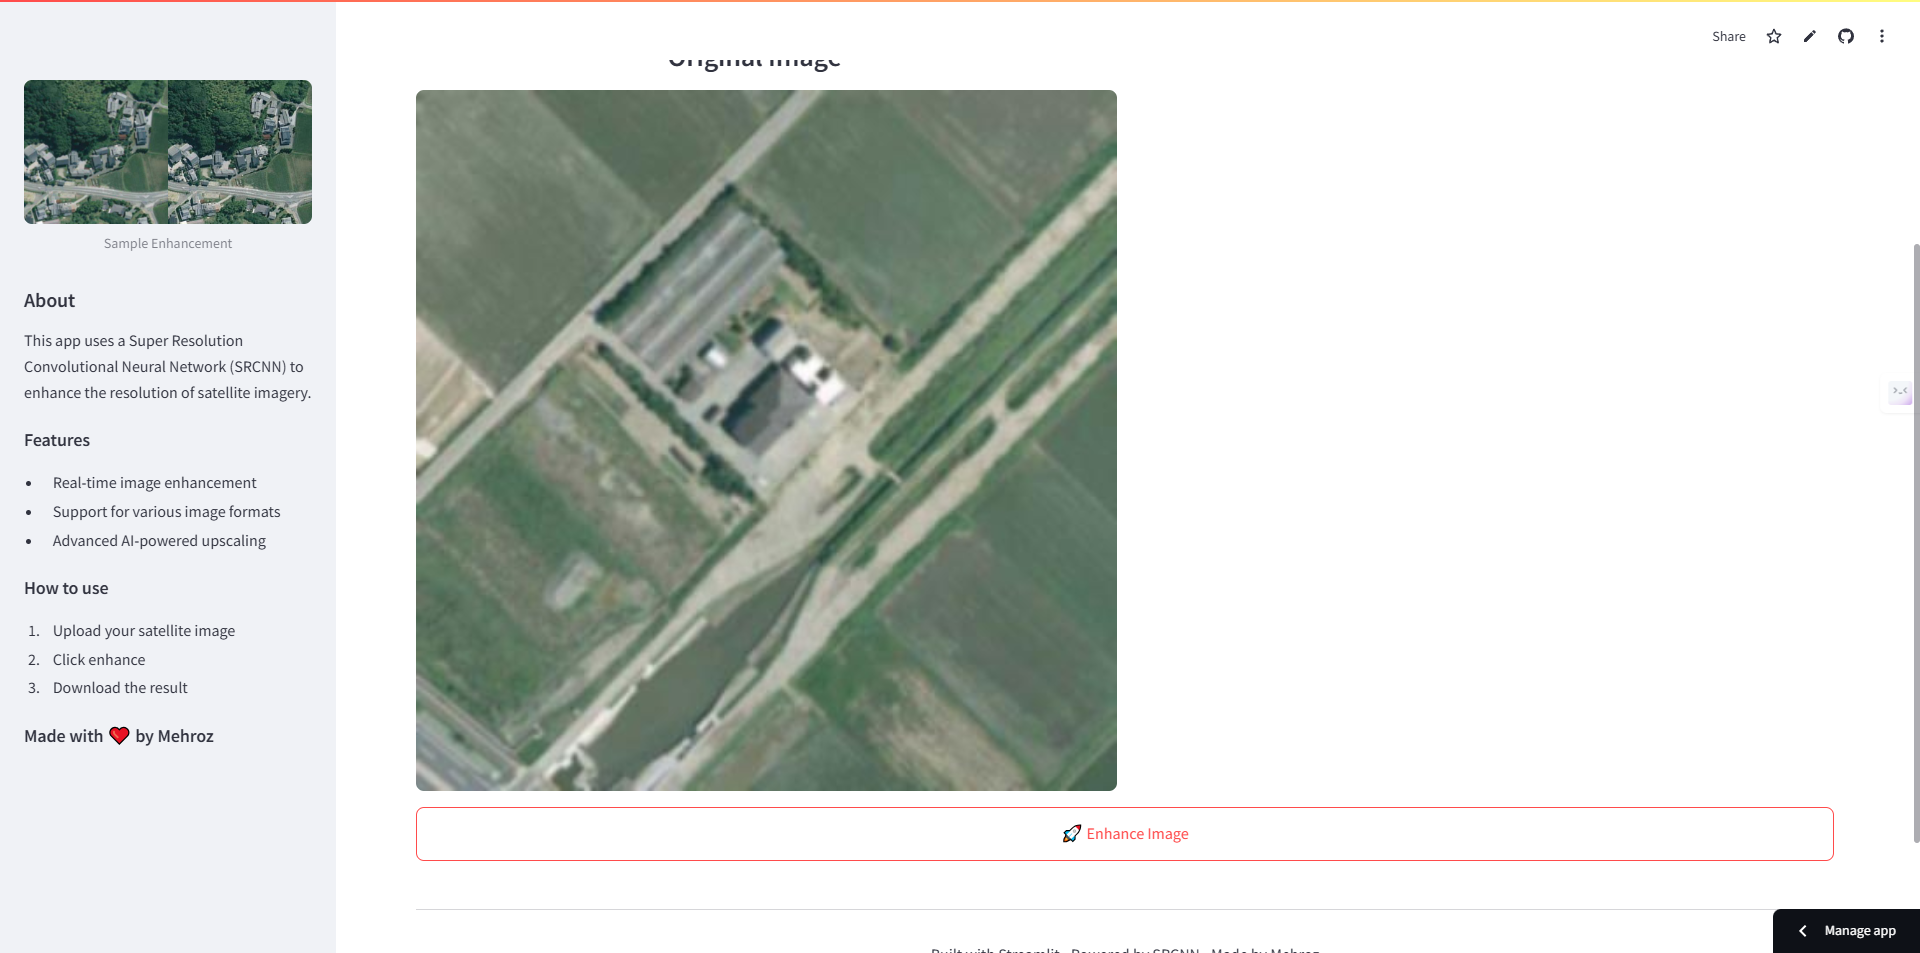 Share
Sample Enhancement
About
This app uses a Super Resolution
Convolutional Neural Network (SRCNN) to
enhance the resolution of satellite imagery.
Features
• Real-time image enhancement
• Support for various image formats
• Advanced AI-powered upscaling
How to use
1. Upload your satellite image
2. Click enhance
3. Download the result
Made with ❤️ by Mehroz
Original Image
🚀 Enhance Image
Built with Streamlit · Powered by SRCNN · Made by Mehroz
Manage app